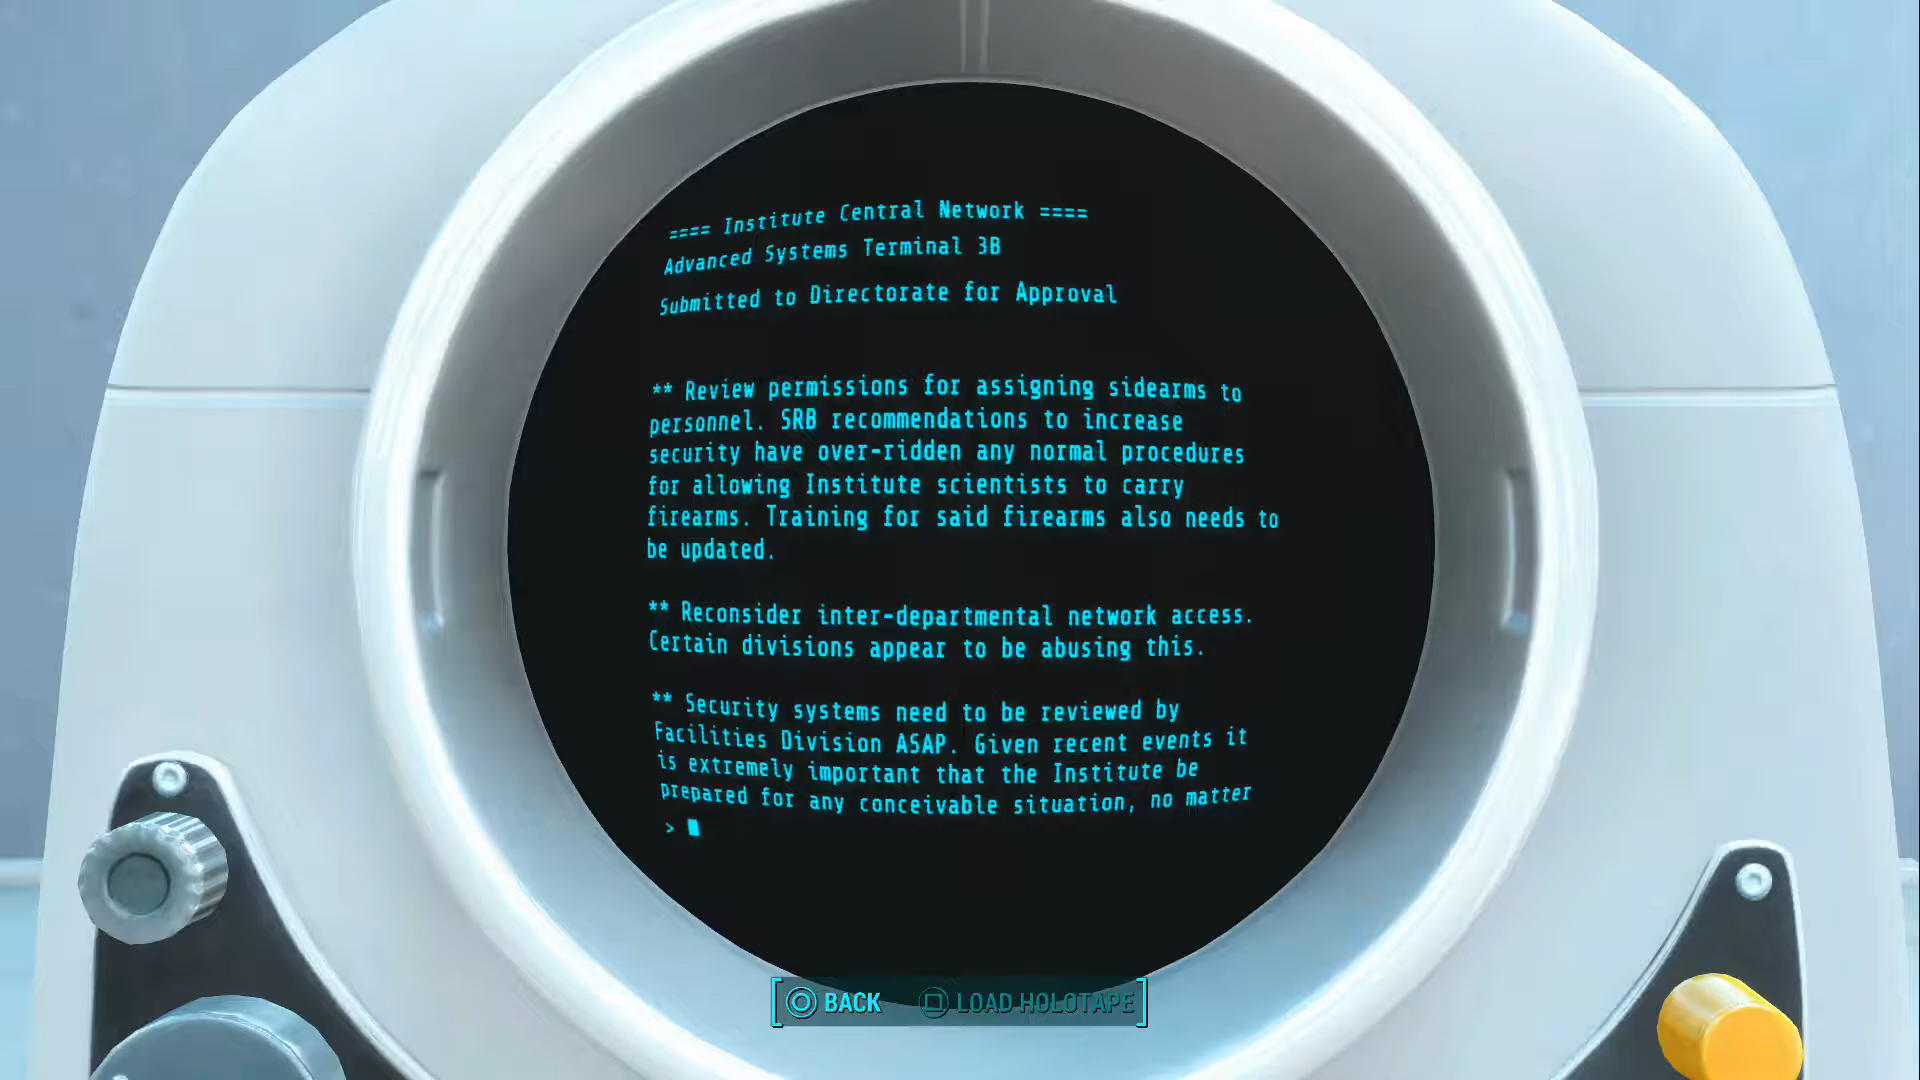 ==== Institute Central Network ====
Advanced Systems Terminal 3B
Submitted to Directorate for Approval
** Review permissions for assigning sidearms to
personnel. SRB recommendations to increase
security have over-ridden any normal procedures
for allowing Institute scientists to carry
firearms. Training for said firearms also needs to
be updated.
** Reconsider inter-departmental network access.
Certain divisions appear to be abusing this.
** Security systems need to be reviewed by
Facilities Division ASAP. Given recent events it
is extremely important that the Institute be
prepared for any conceivable situation, no matter
>
BACK LOAD HOLOTAPE